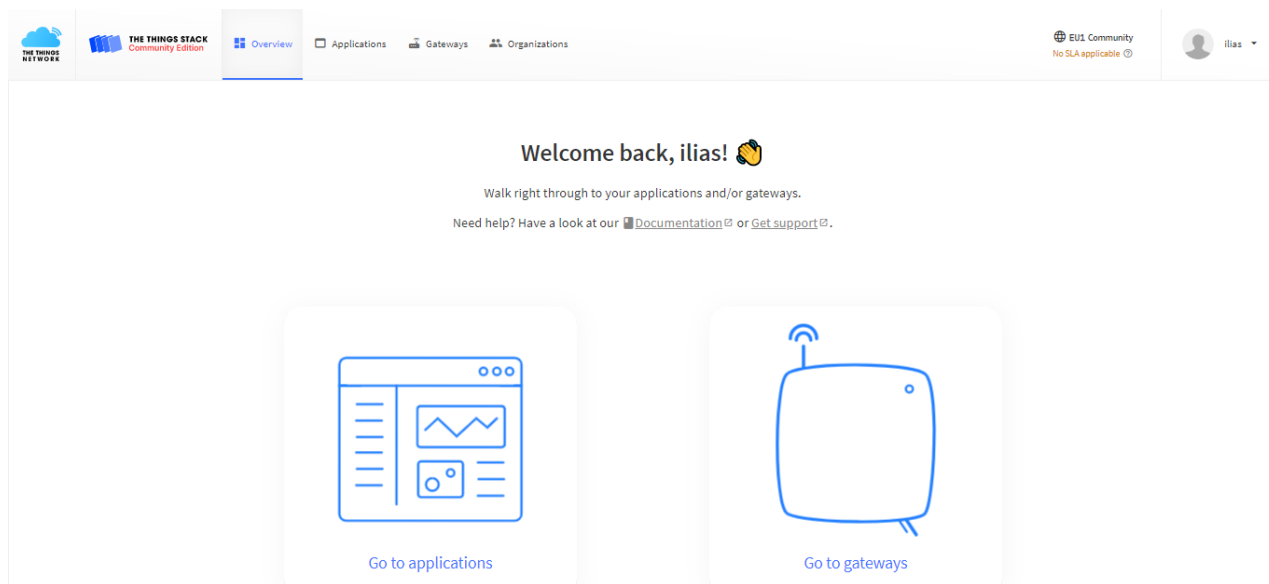 THE THINGS
NETWORK
THE THINGS STACK
Community Edition
Overview
Applications
Gateways
Organizations
EU1 Community
No SLA applicable
ilias
Welcome back, ilias! 👋
Walk right through to your applications and/or gateways.
Need help? Have a look at our Documentation or Get support.
Go to applications
Go to gateways